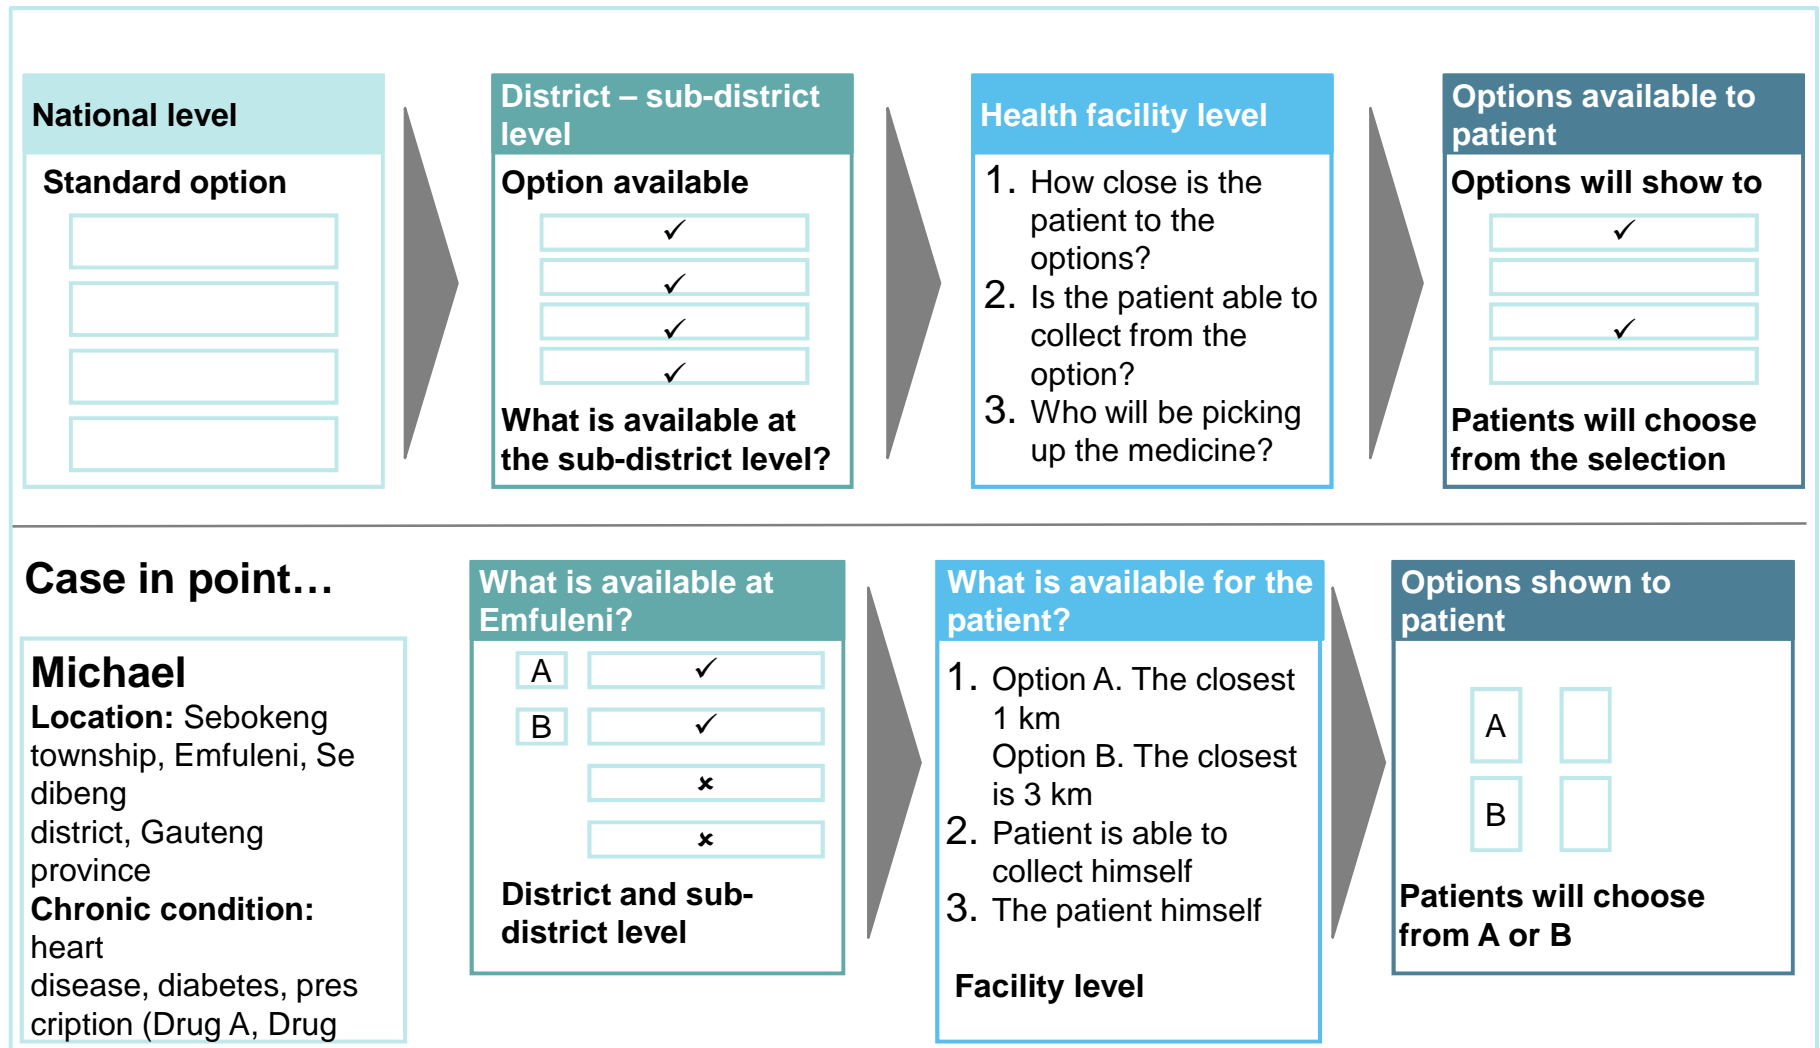 National level
Standard option
District – sub-district
level
Option available
✓
✓
✓
✓
What is available at
the sub-district level?
Health facility level
1. How close is the
patient to the
options?
2. Is the patient able to
collect from the
option?
3. Who will be picking
up the medicine?
Options available to
patient
Options will show to
✓
✓
Patients will choose
from the selection
Case in point…
Michael
Location: Sebokeng
township, Emfuleni, Se
dibeng
district, Gauteng
province
Chronic condition:
heart
disease, diabetes, pres
cription (Drug A, Drug
What is available at
Emfuleni?
A ✓
B ✓
×
×
District and sub-
district level
What is available for the
patient?
1. Option A. The closest
1 km
Option B. The closest
is 3 km
2. Patient is able to
collect himself
3. The patient himself
Facility level
Options shown to
patient
A
B
Patients will choose
from A or B